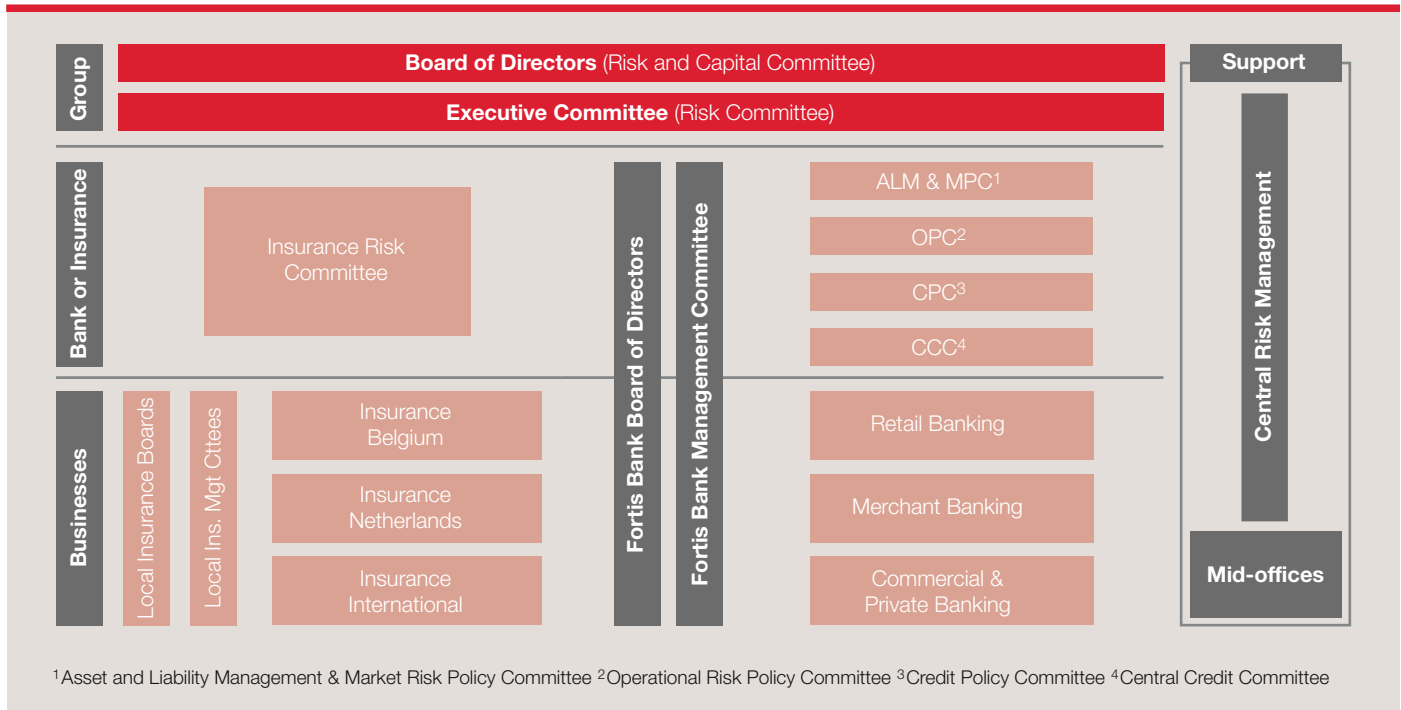 Group
Board of Directors (Risk and Capital Committee)
Executive Committee (Risk Committee)
Support
Bank or Insurance
Insurance Risk
Committee
Fortis Bank Board of Directors
Fortis Bank Management Committee
ALM & MPC¹
OPC²
CPC³
CCC⁴
Central Risk Management
Businesses
Local Insurance Boards
Local Ins. Mgt Cttees
Insurance
Belgium
Insurance
Netherlands
Insurance
International
Retail Banking
Merchant Banking
Commercial &
Private Banking
Mid-offices
¹Asset and Liability Management & Market Risk Policy Committee ²Operational Risk Policy Committee ³Credit Policy Committee ⁴Central Credit Committee